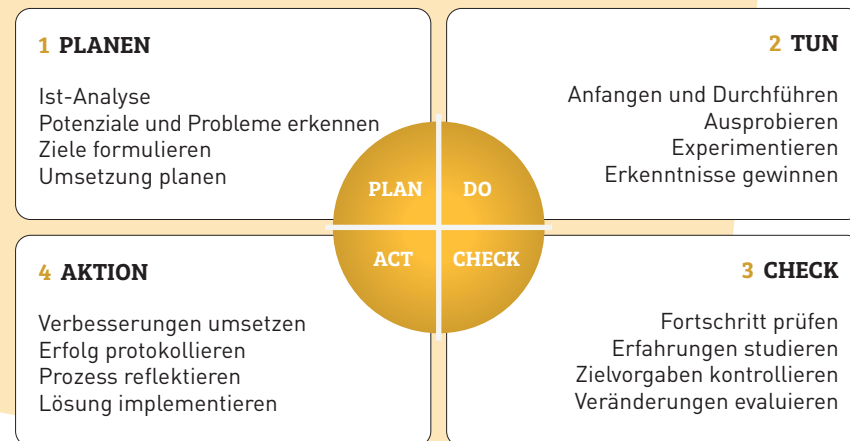 1 PLANEN
Ist-Analyse
Potenziale und Probleme erkennen
Ziele formulieren
Umsetzung planen
2 TUN
Anfangen und Durchführen
Ausprobieren
Experimentieren
Erkenntnisse gewinnen
PLAN
DO
ACT
CHECK
4 AKTION
Verbesserungen umsetzen
Erfolg protokollieren
Prozess reflektieren
Lösung implementieren
3 CHECK
Fortschritt prüfen
Erfahrungen studieren
Zielvorgaben kontrollieren
Veränderungen evaluieren